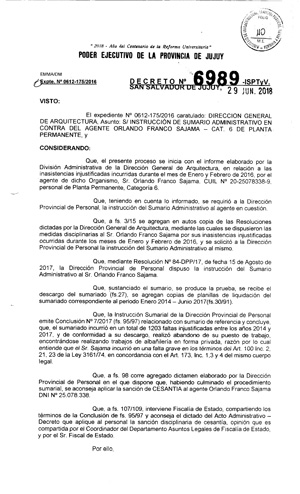 "2018 - Año del Centenario de la Reforma Universitaria"
PODER EJECUTIVO DE LA PROVINCIA DE JUJUY
Expte. Nº 0612-175/2016
DECRETO Nº 6989 -ISPTyV.
SAN SALVADOR DE JUJUY, 29 JUN. 2018
VISTO:
El expediente Nº 0612-175/2016 caratulado: DIRECCION GENERAL
DE ARQUITECTURA. Asunto: S/ INSTRUCCIÓN DE SUMARIO ADMINISTRATIVO EN
CONTRA DEL AGENTE ORLANDO FRANCO SAJAMA – CAT. 6 DE PLANTA
PERMANENTE, y
CONSIDERANDO:
Que, el presente proceso se inicia con el informe elaborado por la
División Administrativa de la Dirección General de Arquitectura, en relación a las
inasistencias injustificadas incurridas durante el mes de Enero y Febrero de 2016, por el
agente de dicho Organismo, Sr. Orlando Franco Sajama, CUIL Nº 20-25078338-9,
personal de Planta Permanente, Categoría 6.
Que, teniendo en cuenta lo informado, se requirió a la Dirección
Provincial de Personal, la instrucción del Sumario Administrativo al agente en cuestión.
Que, a fs. 3/15 se agregan en autos copia de las Resoluciones
dictadas por la Dirección General de Arquitectura, mediante las cuales se dispusieron las
medidas disciplinarias al Sr. Orlando Franco Sajama por sus inasistencias injustificadas
incurridas durante los meses de Enero y Febrero de 2016, y se solicitó a la Dirección
Provincial de Personal la instrucción del Sumario Administrativo al mismo.
Que, mediante Resolución Nº 84-DPP/17, de fecha 15 de Agosto
de 2017, la Dirección Provincial de Personal dispuso la instrucción del Sumario
Administrativo al Sr. Orlando Franco Sajama.
Que, sustanciado el sumario, se produce la prueba, se recibe el
descargo del sumariado (fs.27), se agregan copias de planillas de liquidación del
sumariado correspondiente al periodo Enero 2014 – Junio 2017(fs.30/91).
Que, la Instrucción Sumarial de la Dirección Provincial de Personal
emite Conclusión Nº 7/2017 (fs. 95/97) relacionado con sumario de referencia y concluye:
que, el sumariado incurrió en un total de 1203 faltas injustificadas entre los años 2014 y
2017, y de conformidad a su descargo, realizó abandono de su puesto de trabajo,
encontrándose realizando trabajos de albañilería en forma privada, razón por lo cual
entiende que el Sr. Sajama incurrió en una falta grave en los términos del Art. 100 Inc. 2,
21, 23 de la Ley 3161/74, en concordancia con el Art. 173, Inc. 1,3 y 4 del mismo cuerpo
legal.
Que, a fs. 98 corre agregado dictamen elaborado por la Dirección
Provincial de Personal en el que dispone que, habiendo culminado el procedimiento
sumarial, es aconseja aplicar la sanción de CESANTIA al agente Orlando Franco Sajama
DNI Nº 25.078.338.
Que, a fs. 107/109, interviene Fiscalía de Estado, compartiendo los
términos de la Conclusión de fs. 95/97 y aconseja el dictado del Acto Administrativo –
Decreto que aplique al personal la sanción disciplinaria de cesantía, opinión que es
compartida por el Coordinador del Departamento Asuntos Legales de Fiscalía de Estado,
y por el Sr. Fiscal de Estado.
Por ello,